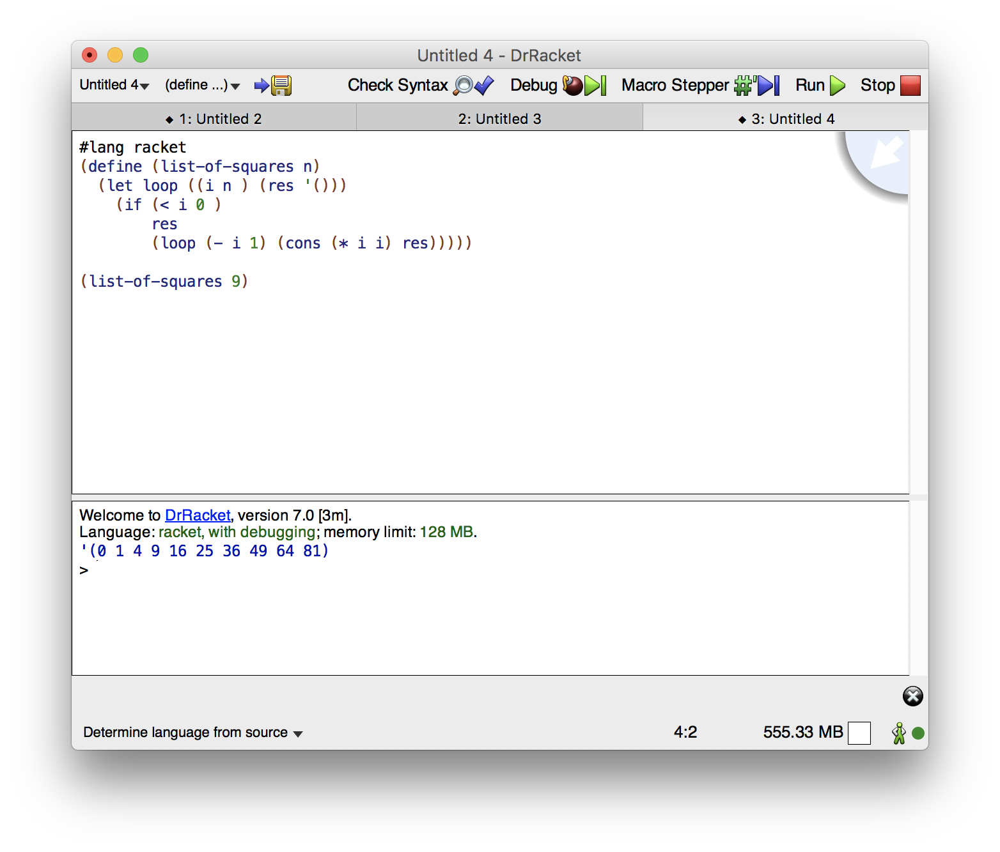 Untitled 4 - DrRacket
Untitled 4 (define ...) Check Syntax Debug Macro Stepper #' Run Stop
1: Untitled 2 2: Untitled 3 3: Untitled 4
#lang racket
(define (list-of-squares n)
  (let loop ((i n ) (res '()))
    (if (< i 0 )
        res
        (loop (- i 1) (cons (* i i) res)))))
(list-of-squares 9)
Welcome to DrRacket, version 7.0 [3m].
Language: racket, with debugging; memory limit: 128 MB.
'(0 1 4 9 16 25 36 49 64 81)
>
Determine language from source 4:2 555.33 MB